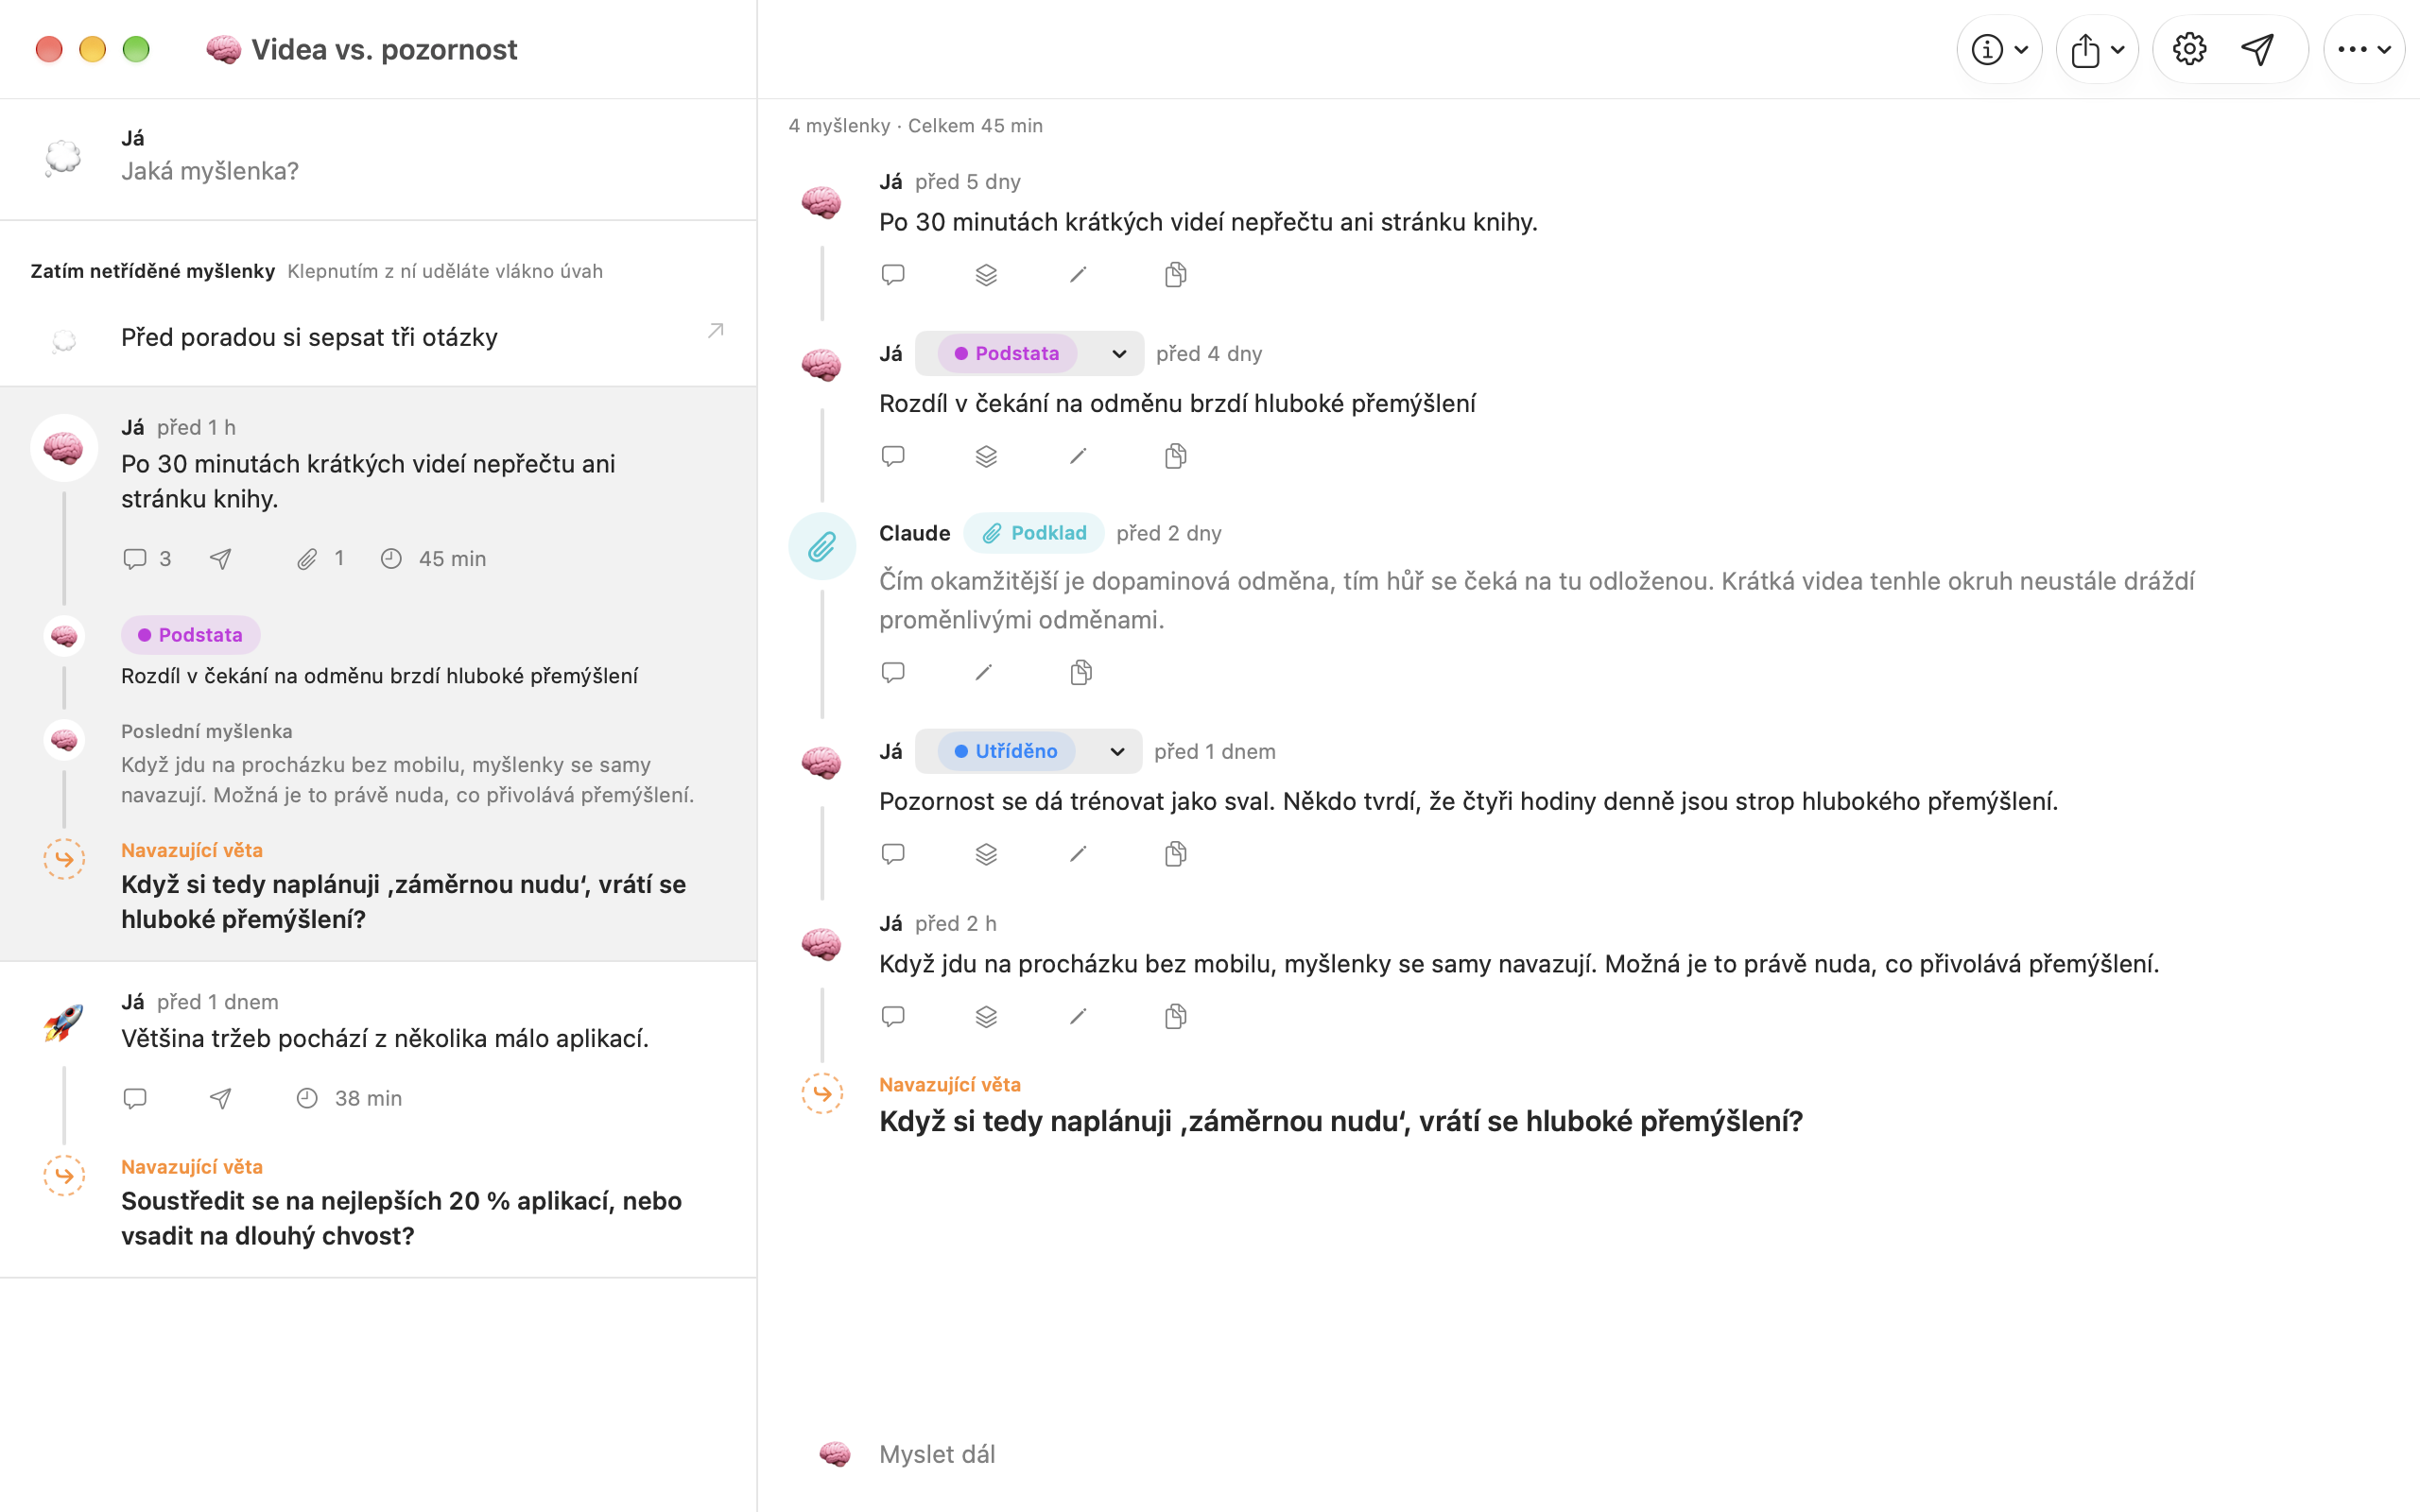 Videa vs. pozornost
Já
Jaká myšlenka?
Zatím netříděné myšlenky Klepnutím z ní uděláte vlákno úvah
Před poradou si sepsat tři otázky
Já před 1 h
Po 30 minutách krátkých videí nepřečtu ani
stránku knihy.
3 1 45 min
Podstata
Rozdíl v čekání na odměnu brzdí hluboké přemýšlení
Poslední myšlenka
Když jdu na procházku bez mobilu, myšlenky se samy
navazují. Možná je to právě nuda, co přivolává přemýšlení.
Navazující věta
Když si tedy naplánuji ‚záměrnou nudu‘, vrátí se
hluboké přemýšlení?
Já před 1 dnem
Většina tržeb pochází z několika málo aplikací.
38 min
Navazující věta
Soustředit se na nejlepších 20 % aplikací, nebo
vsadit na dlouhý chvost?
4 myšlenky · Celkem 45 min
Já před 5 dny
Po 30 minutách krátkých videí nepřečtu ani stránku knihy.
Já Podstata před 4 dny
Rozdíl v čekání na odměnu brzdí hluboké přemýšlení
Claude Podklad před 2 dny
Čím okamžitější je dopaminová odměna, tím hůř se čeká na tu odloženou. Krátká videa tenhle okruh neustále dráždí
proměnlivými odměnami.
Já Utříděno před 1 dnem
Pozornost se dá trénovat jako sval. Někdo tvrdí, že čtyři hodiny denně jsou strop hlubokého přemýšlení.
Já před 2 h
Když jdu na procházku bez mobilu, myšlenky se samy navazují. Možná je to právě nuda, co přivolává přemýšlení.
Navazující věta
Když si tedy naplánuji ‚záměrnou nudu‘, vrátí se hluboké přemýšlení?
Myslet dál